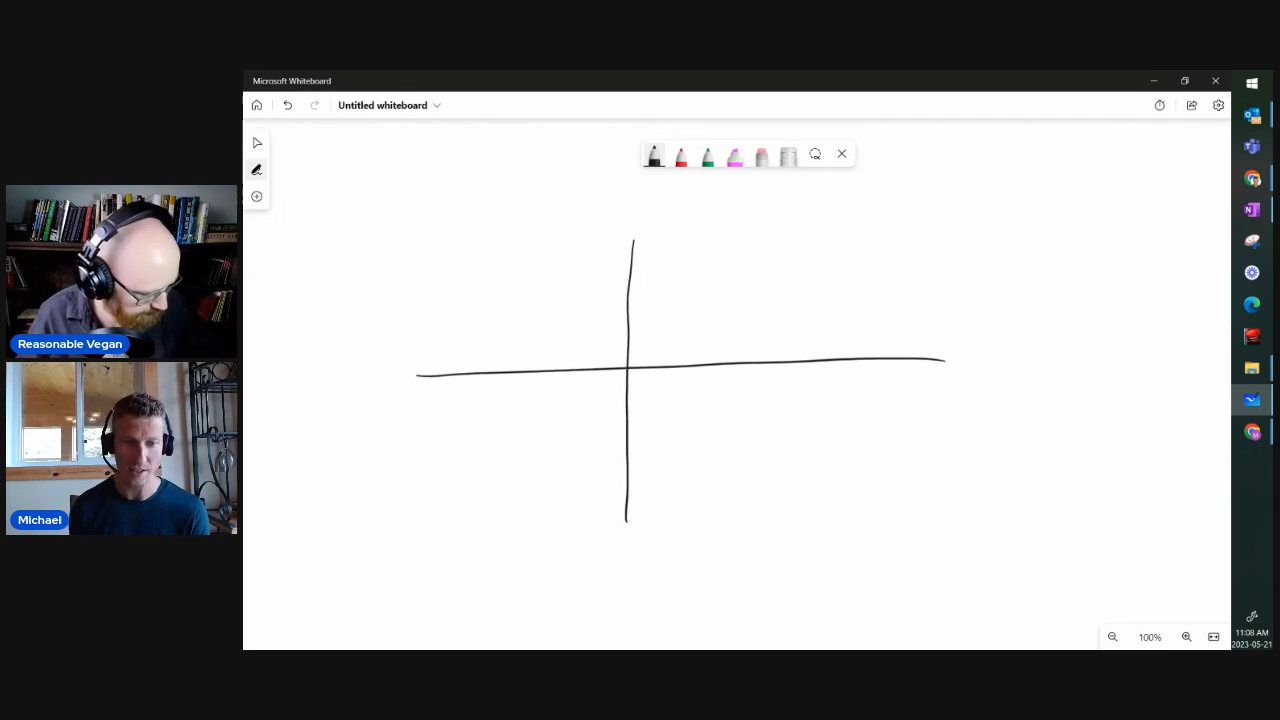 Microsoft Whiteboard
Untitled whiteboard
Reasonable Vegan
Michael
100%
11:08 AM
2023-05-21